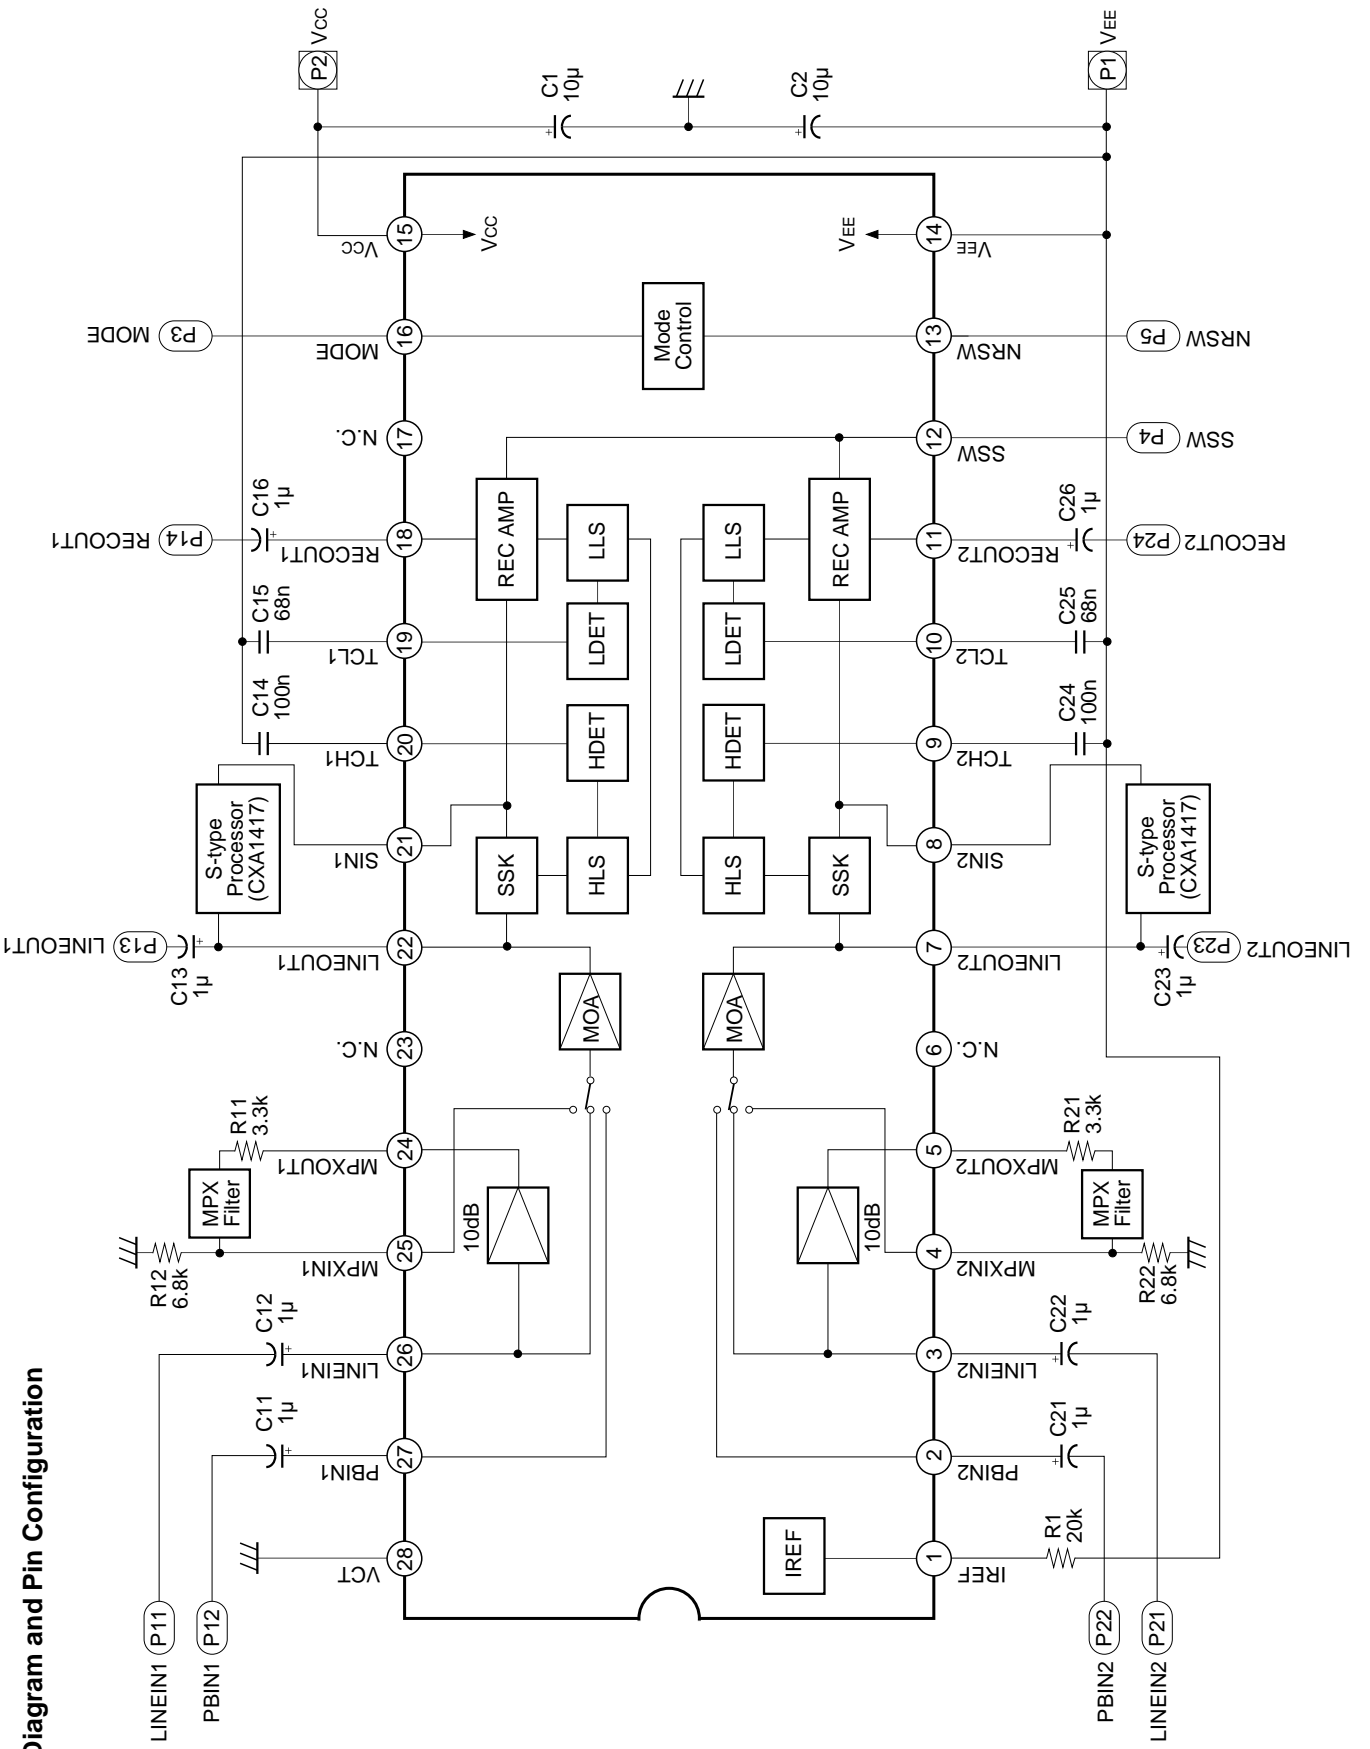 Diagram and Pin Configuration
P2
VCC
P1
VEE
C1
10µ
C2
10µ
15
VCC
VCC
VEE
14
VEE
MODE
P3
16
MODE
Mode
Control
13
NRSW
P5
NRSW
N.C.
17
12
SSW
P4
SSW
RECOUT1
P14
C16
1µ
RECOUT1
18
REC AMP
LLS
LLS
REC AMP
11
RECOUT2
C26
1µ
P24
RECOUT2
C15
68n
TCL1
19
LDET
LDET
10
TCL2
C25
68n
C14
100n
TCH1
20
HDET
HDET
9
TCH2
C24
100n
S-type
Processor
(CXA1417)
SIN1
21
SSK
HLS
HLS
SSK
8
SIN2
S-type
Processor
(CXA1417)
LINEOUT1
P13
C13
1µ
LINEOUT1
22
MOA
MOA
7
LINEOUT2
C23
1µ
P23
LINEOUT2
N.C.
23
6
N.C.
R11
3.3k
MPXOUT1
24
5
MPXOUT2
R21
3.3k
MPX
Filter
10dB
10dB
MPX
Filter
R12
6.8k
MPXIN1
25
4
MPXIN2
R22
6.8k
C12
1µ
LINEIN1
26
3
LINEIN2
C22
1µ
C11
1µ
PBIN1
27
2
PBIN2
C21
1µ
VCT
28
IREF
1
IREF
R1
20k
LINEIN1
P11
PBIN1
P12
PBIN2
P22
LINEIN2
P21